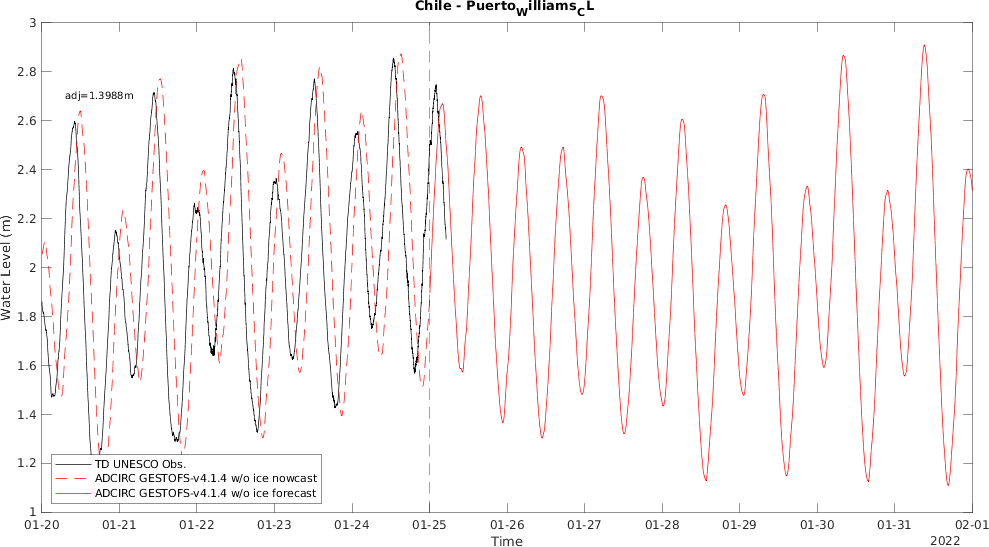 Chile - PuertoWilliamsCL
3
2.8
2.6
2.4
2.2
2
1.8
1.6
1.4
1.2
1
Water Level (m)
adj=1.3988m
TD UNESCO Obs.
ADCIRC GESTOFS-v4.1.4 w/o ice nowcast
ADCIRC GESTOFS-v4.1.4 w/o ice forecast
01-20 01-21 01-22 01-23 01-24 01-25 01-26 01-27 01-28 01-29 01-30 01-31 02-01
Time
2022